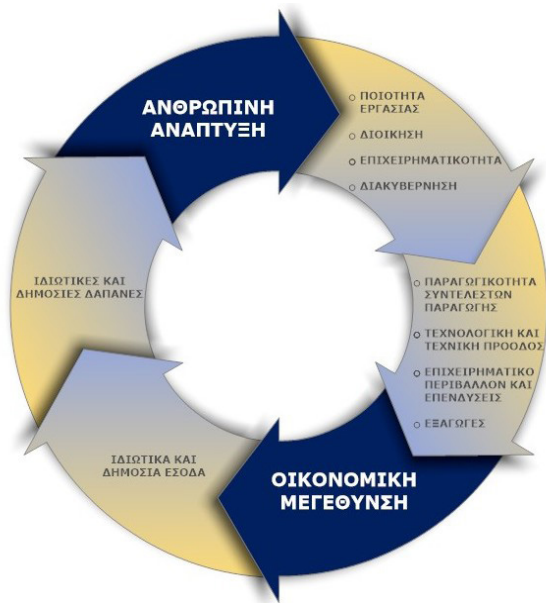 ΑΝΘΡΩΠΙΝΗ
ΑΝΑΠΤΥΞΗ
○ ΠΟΙΟΤΗΤΑ
ΕΡΓΑΣΙΑΣ
○ ΔΙΟΙΚΗΣΗ
○ ΕΠΙΧΕΙΡΗΜΑΤΙΚΟΤΗΤΑ
○ ΔΙΑΚΥΒΕΡΝΗΣΗ
○ ΠΑΡΑΓΩΓΙΚΟΤΗΤΑ
ΣΥΝΤΕΛΕΣΤΩΝ
ΠΑΡΑΓΩΓΗΣ
○ ΤΕΧΝΟΛΟΓΙΚΗ ΚΑΙ
ΤΕΧΝΙΚΗ ΠΡΟΟΔΟΣ
○ ΕΠΙΧΕΙΡΗΜΑΤΙΚΟ
ΠΕΡΙΒΑΛΛΟΝ ΚΑΙ
ΕΠΕΝΔΥΣΕΙΣ
○ ΕΞΑΓΩΓΕΣ
ΟΙΚΟΝΟΜΙΚΗ
ΜΕΓΕΘΥΝΣΗ
ΙΔΙΩΤΙΚΑ ΚΑΙ
ΔΗΜΟΣΙΑ ΕΣΟΔΑ
ΙΔΙΩΤΙΚΕΣ ΚΑΙ
ΔΗΜΟΣΙΕΣ ΔΑΠΑΝΕΣ